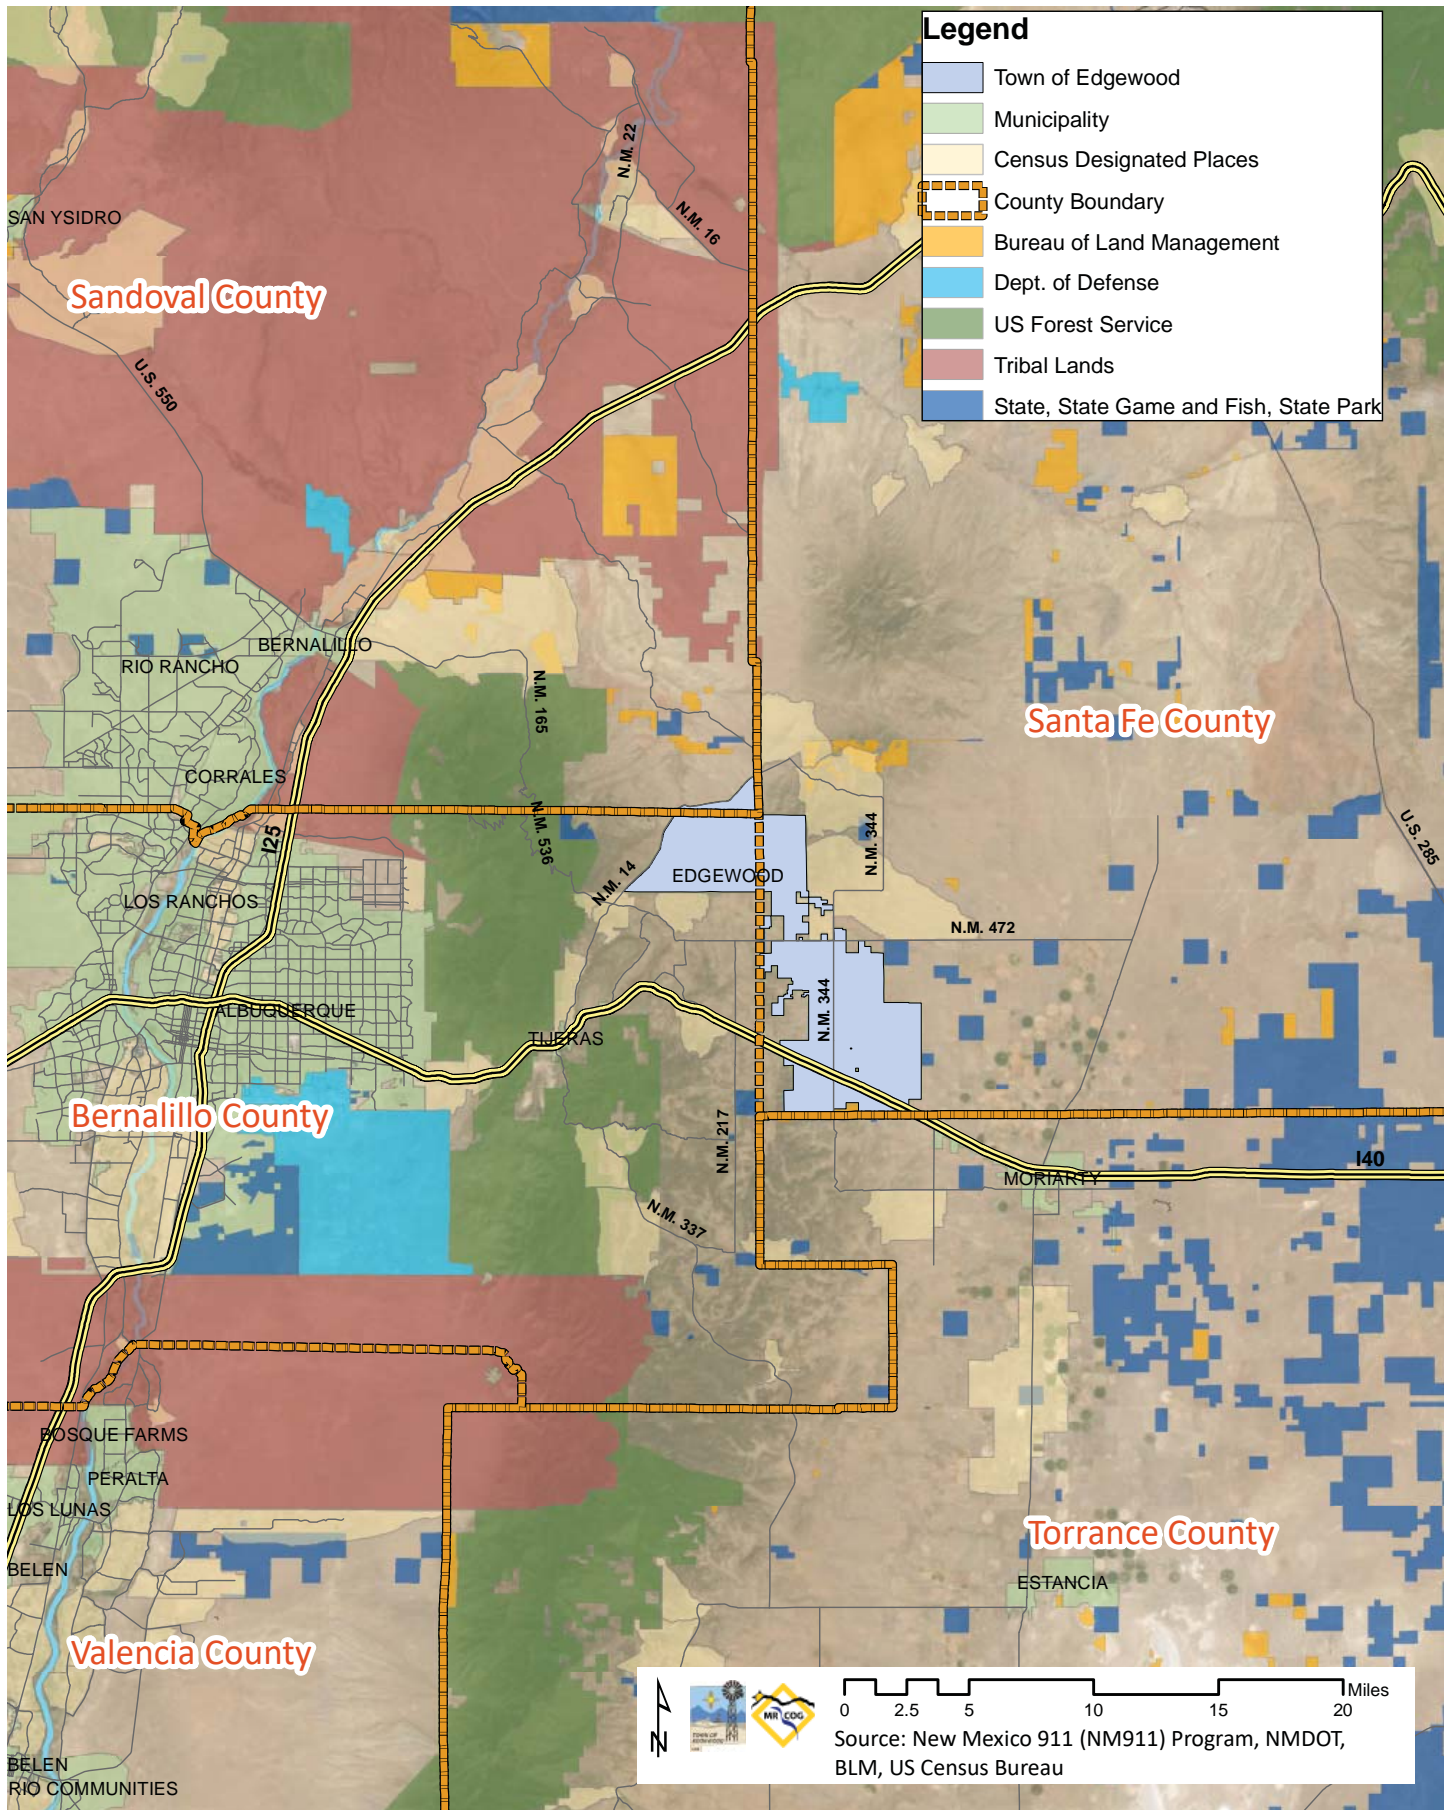 Legend
Town of Edgewood
Municipality
Census Designated Places
County Boundary
Bureau of Land Management
Dept. of Defense
US Forest Service
Tribal Lands
State, State Game and Fish, State Park
N.M. 22
N.M. 16
SAN YSIDRO
Sandoval County
U.S. 550
BERNALILLO
RIO RANCHO
N.M. 165
Santa Fe County
CORRALES
N.M. 536
I25
N.M. 344
U.S. 285
EDGEWOOD
N.M. 14
LOS RANCHOS
N.M. 472
N.M. 344
ALBUQUERQUE
TIJERAS
Bernalillo County
N.M. 217
I40
MORIARTY
N.M. 337
BOSQUE FARMS
PERALTA
LOS LUNAS
Torrance County
BELEN
ESTANCIA
Valencia County
BELEN
RIO COMMUNITIES
N
MR COG
0 2.5 5 10 15 20 Miles
Source: New Mexico 911 (NM911) Program, NMDOT,
BLM, US Census Bureau